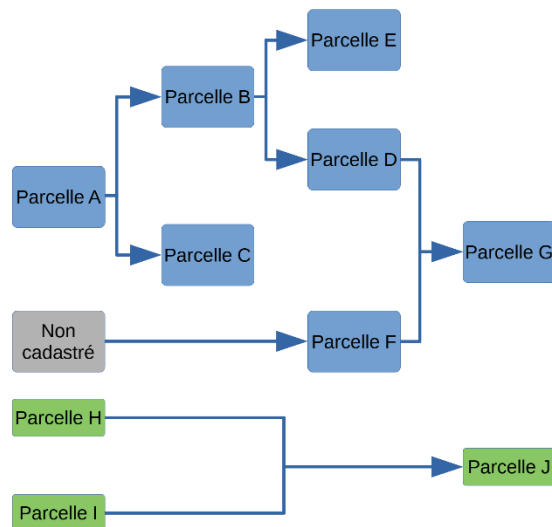 Parcelle E
Parcelle B
Parcelle D
Parcelle A
Parcelle C
Parcelle G
Non
cadastré
Parcelle F
Parcelle H
Parcelle J
Parcelle I